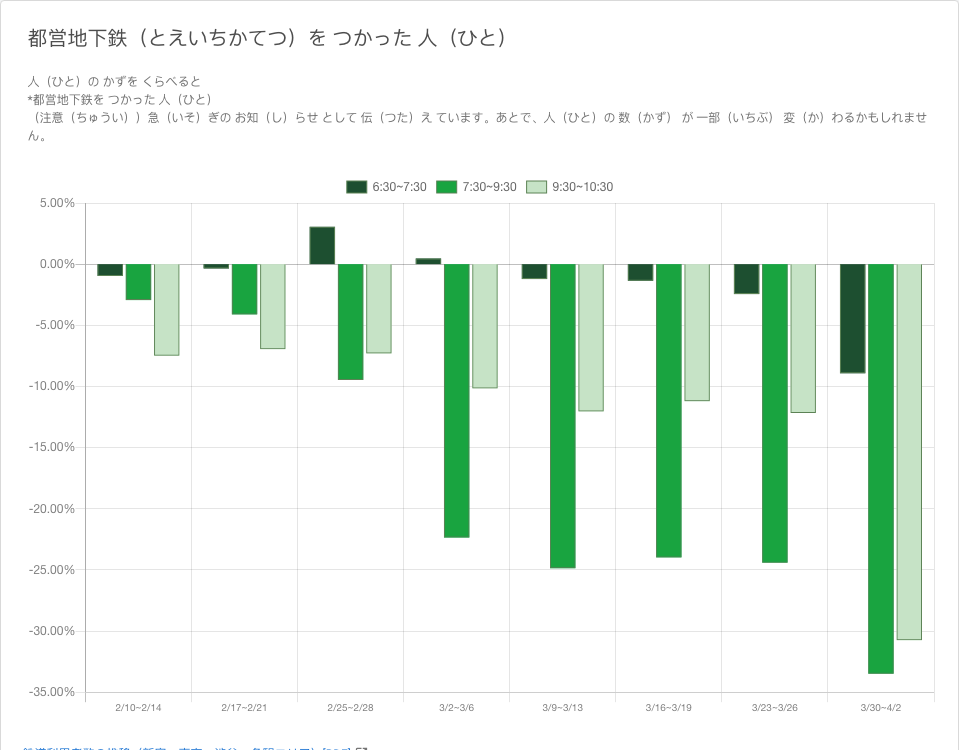 都営地下鉄（とえいちかてつ）を つかった 人（ひと）
人（ひと）の かずを くらべると
*都営地下鉄を つかった 人（ひと）
（注意（ちゅうい））急（いそ）ぎの お知（し）らせ として 伝（つた）え ています。あとで、人（ひと）の 数（かず） が 一部（いちぶ） 変（か）わるかもしれませ
ん。
6:30~7:30 7:30~9:30 9:30~10:30
5.00%
0.00%
-5.00%
-10.00%
-15.00%
-20.00%
-25.00%
-30.00%
-35.00%
2/10~2/14 2/17~2/21 2/25~2/28 3/2~3/6 3/9~3/13 3/16~3/19 3/23~3/26 3/30~4/2